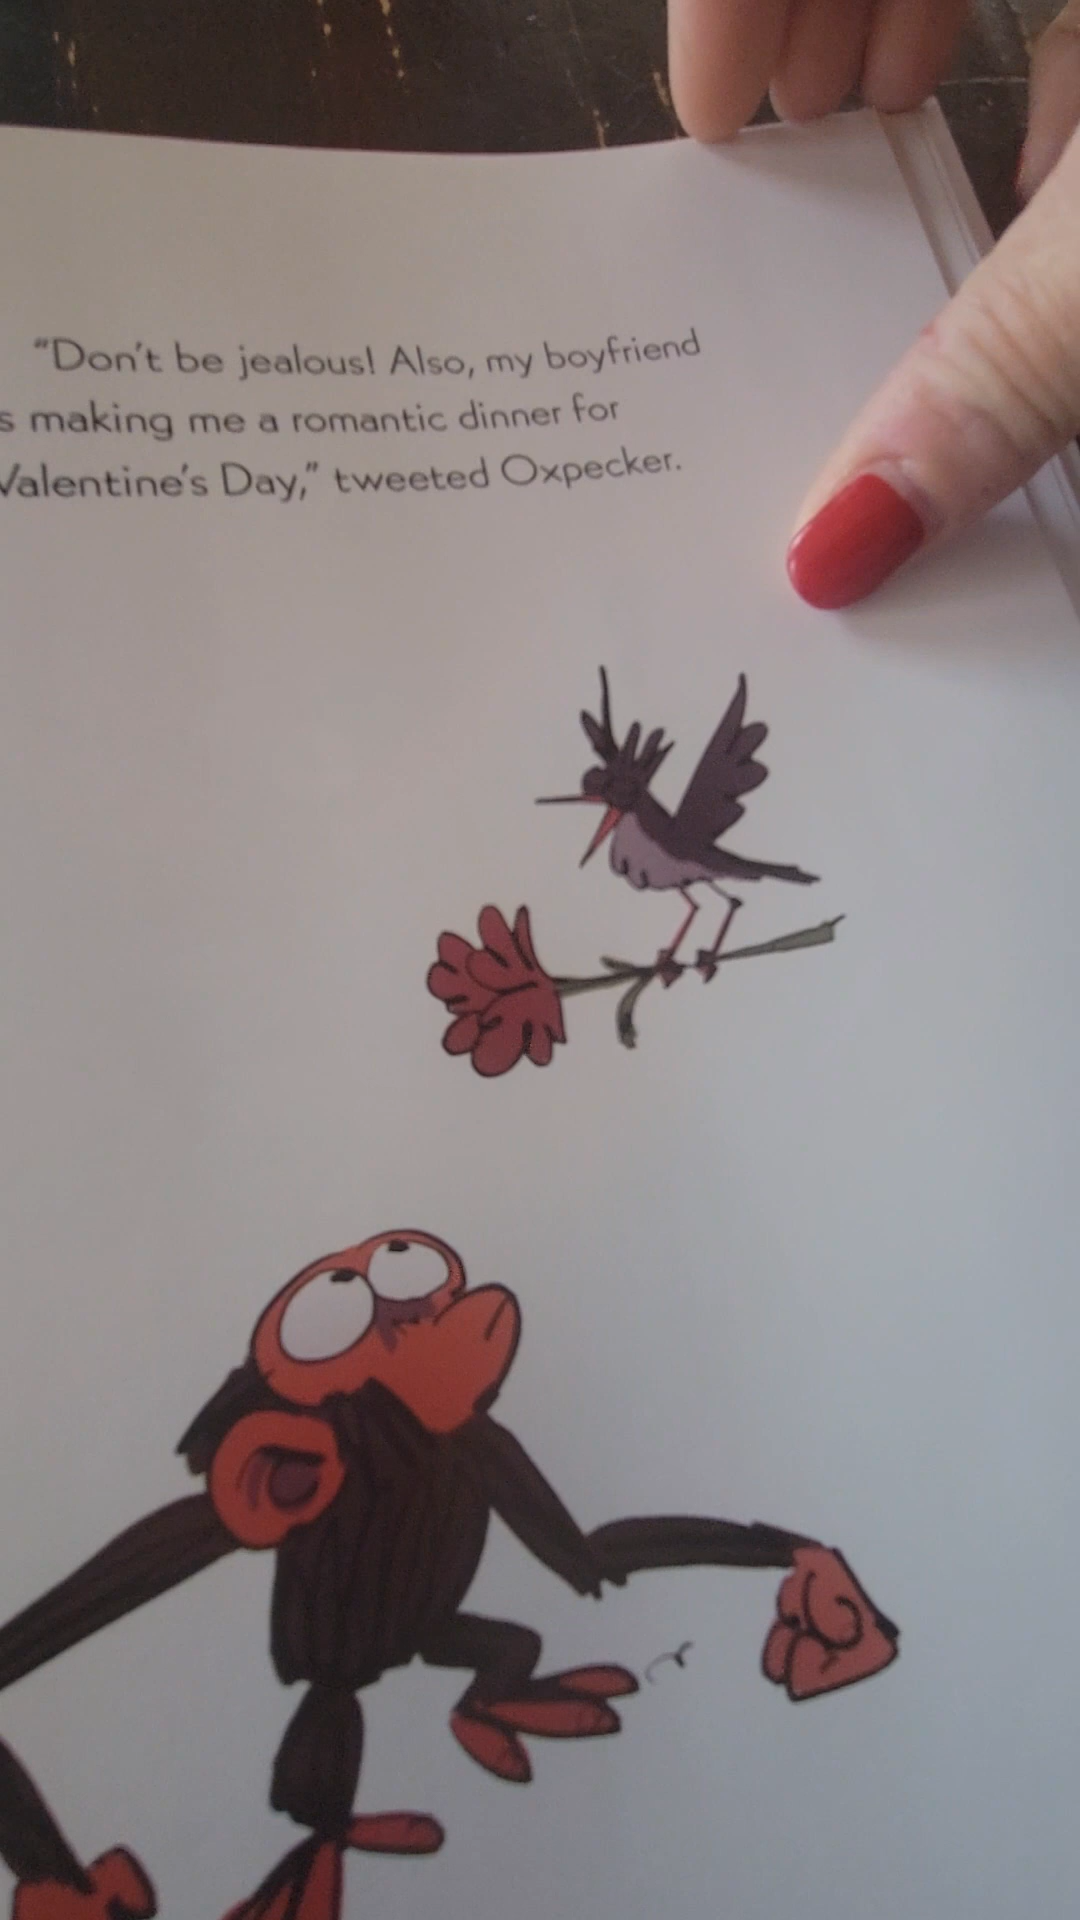 “Don’t be jealous! Also, my boyfriend
s making me a romantic dinner for
Valentine’s Day,” tweeted Oxpecker.